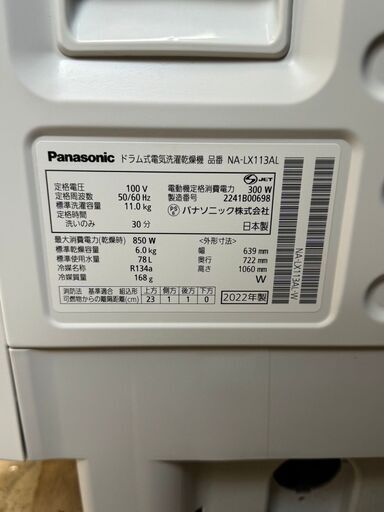 Panasonic ドラム式電気洗濯乾燥機 品番 NA-LX113AL
定格電圧 100 V
定格周波数 50/60 Hz
標準洗濯容量 11.0 kg
洗いのみ 30 分
電動機定格消費電力 300 W
製造番号 2241B00698
PS E パナソニック株式会社
日本製
JET
最大消費電力(乾燥時) 850 W
標準乾燥容量 6.0 kg
標準使用水量 78 L
冷媒名称 R134a
冷媒質量 168 g
<外形寸法>
幅 639 mm
奥行 722 mm
高さ 1060 mm
W
消防法 基準適合 組込形 上方 側方 後方 下方
可燃物からの離隔距離(cm) 23 1 1 0
2022年製
NA-LX113AL-W